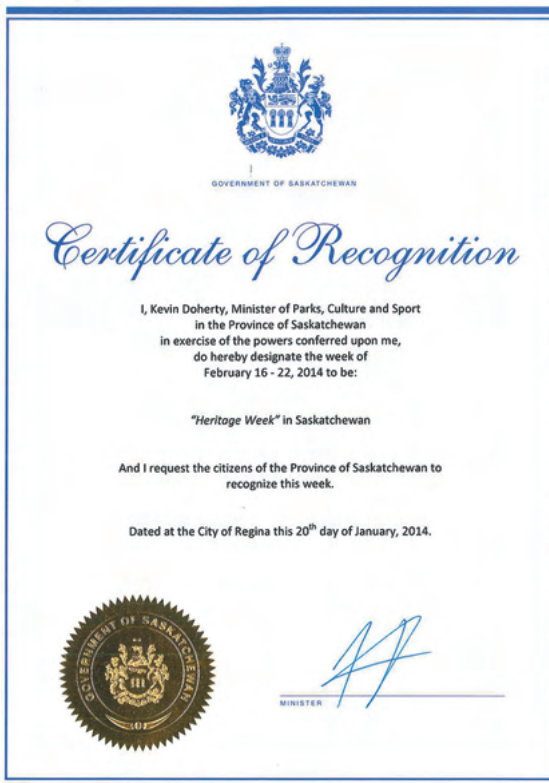 GOVERNMENT OF SASKATCHEWAN
Certificate of Recognition
I, Kevin Doherty, Minister of Parks, Culture and Sport
in the Province of Saskatchewan
in exercise of the powers conferred upon me,
do hereby designate the week of
February 16 - 22, 2014 to be:
"Heritage Week" in Saskatchewan
And I request the citizens of the Province of Saskatchewan to
recognize this week.
Dated at the City of Regina this 20th day of January, 2014.
GOVERNMENT OF SASKATCHEWAN
MINISTER